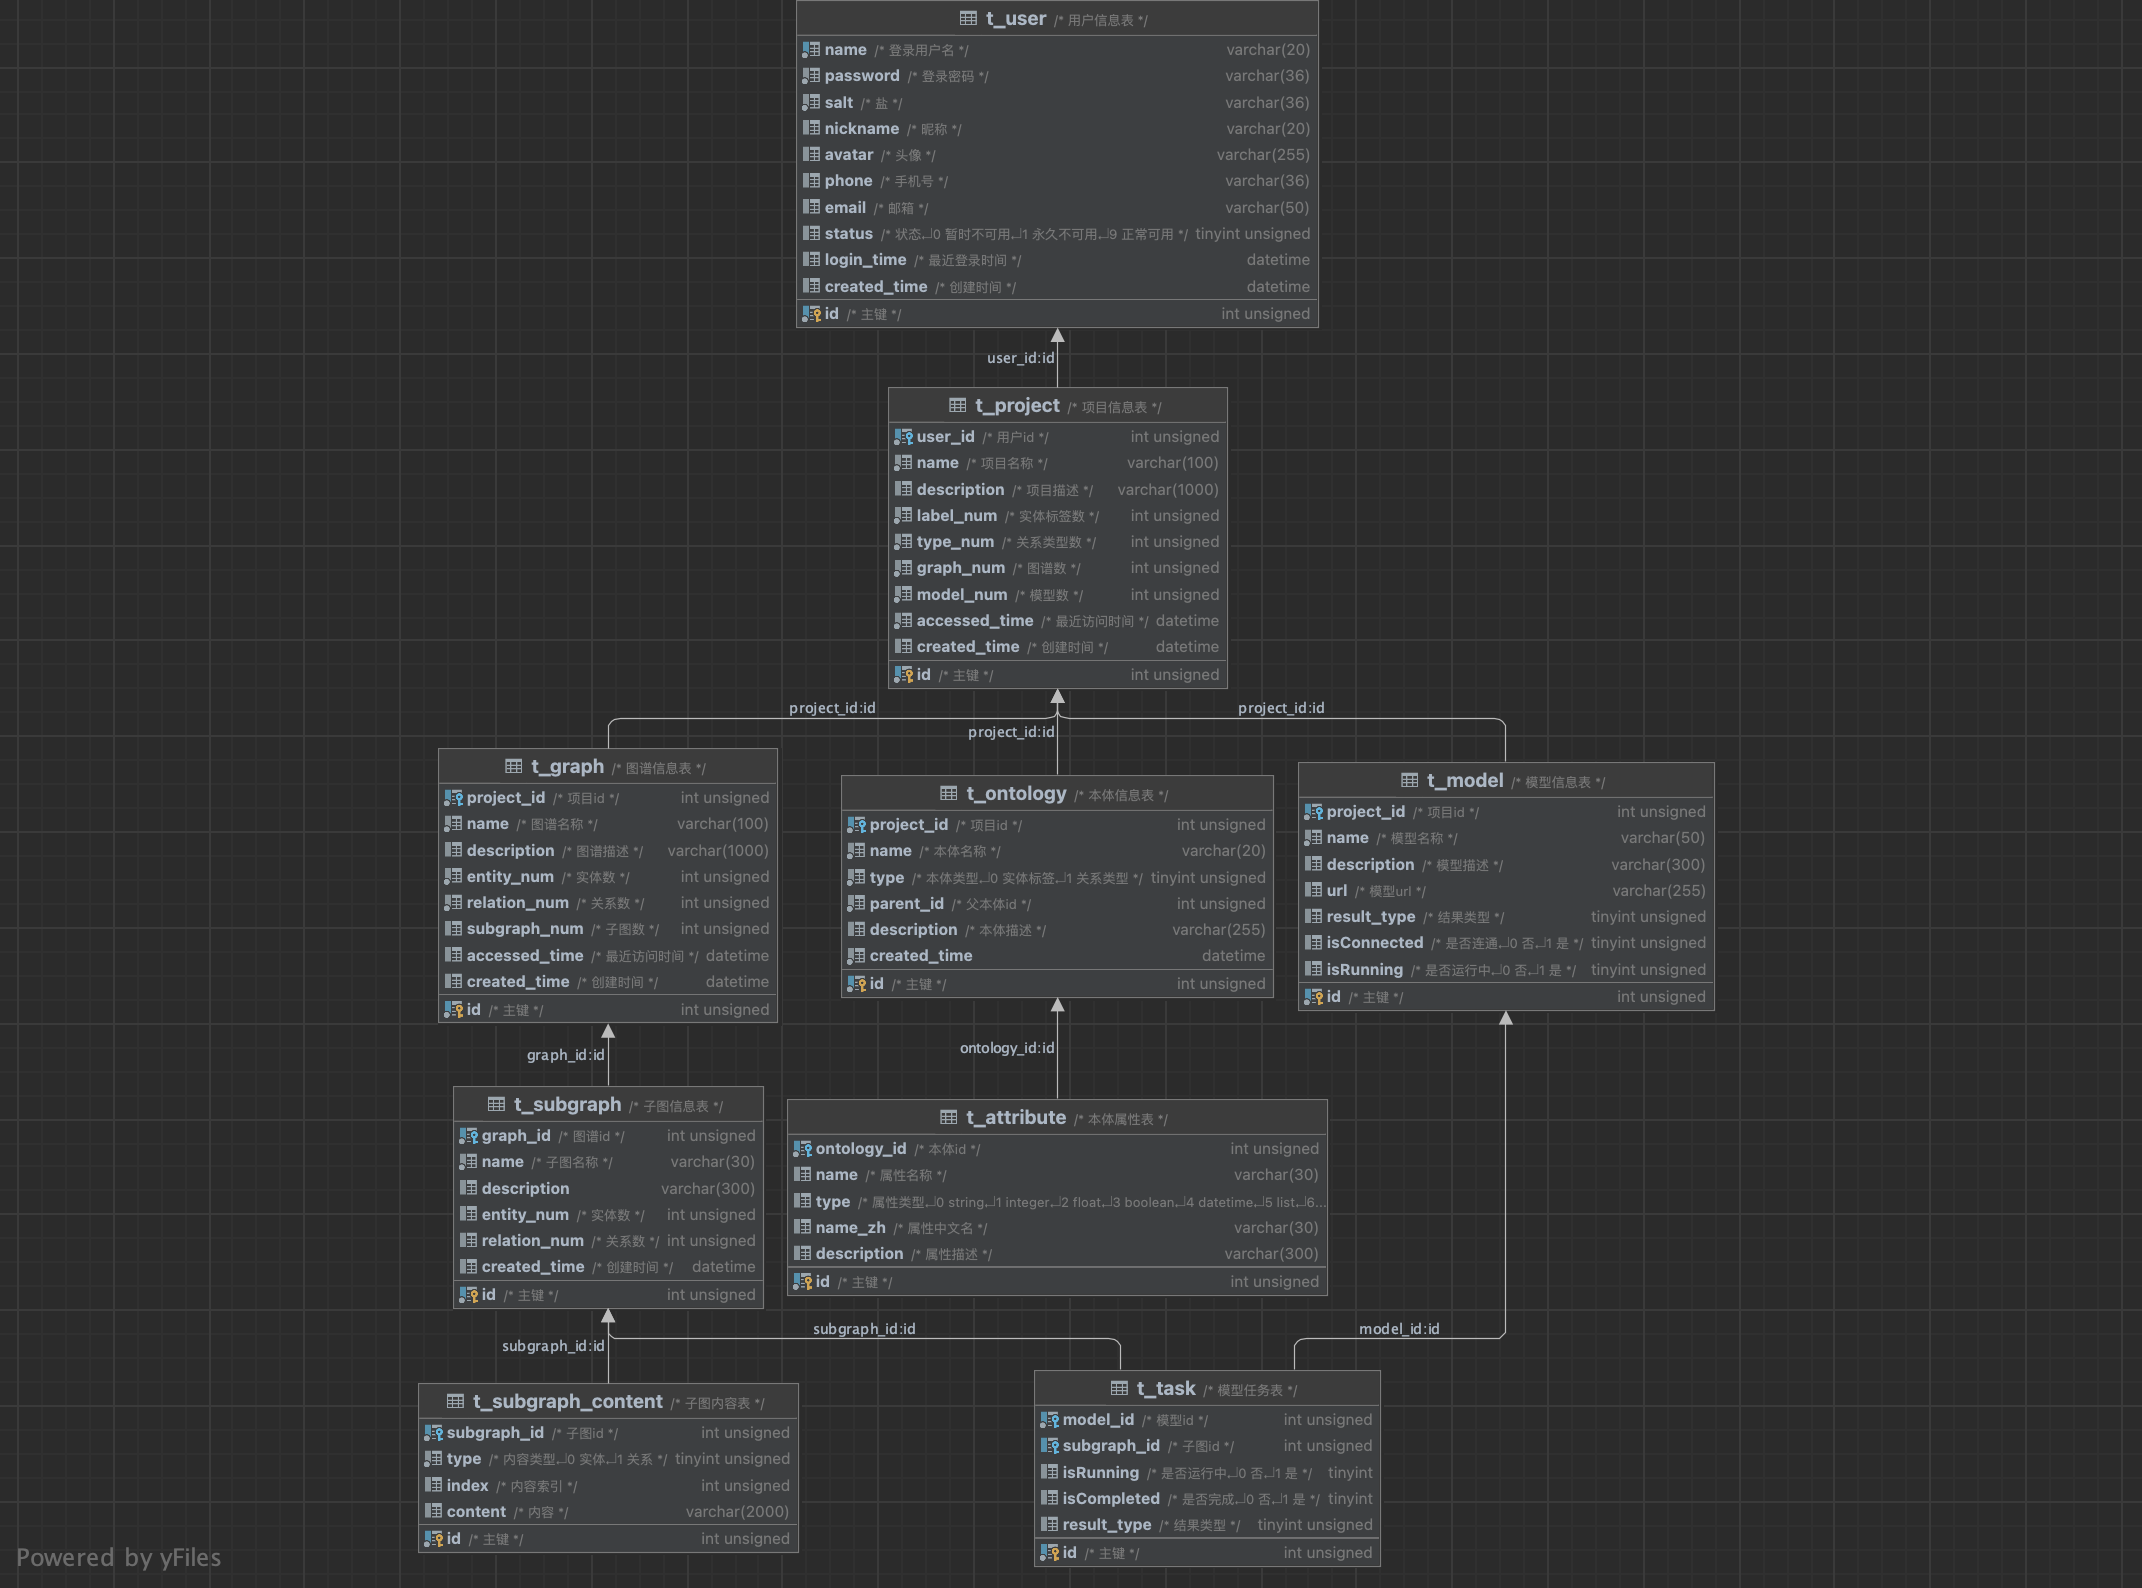 t_user /* 用户信息表 */
name /* 登录用户名 */ varchar(20)
password /* 登录密码 */ varchar(36)
salt /* 盐 */ varchar(36)
nickname /* 昵称 */ varchar(20)
avatar /* 头像 */ varchar(255)
phone /* 手机号 */ varchar(36)
email /* 邮箱 */ varchar(50)
status /* 状态↵0 暂时不可用↵1 永久不可用↵9 正常可用 */ tinyint unsigned
login_time /* 最近登录时间 */ datetime
created_time /* 创建时间 */ datetime
id /* 主键 */ int unsigned
user_id:id
t_project /* 项目信息表 */
user_id /* 用户id */ int unsigned
name /* 项目名称 */ varchar(100)
description /* 项目描述 */ varchar(1000)
label_num /* 实体标签数 */ int unsigned
type_num /* 关系类型数 */ int unsigned
graph_num /* 图谱数 */ int unsigned
model_num /* 模型数 */ int unsigned
accessed_time /* 最近访问时间 */ datetime
created_time /* 创建时间 */ datetime
id /* 主键 */ int unsigned
project_id:id
project_id:id
project_id:id
t_graph /* 图谱信息表 */
project_id /* 项目id */ int unsigned
name /* 图谱名称 */ varchar(100)
description /* 图谱描述 */ varchar(1000)
entity_num /* 实体数 */ int unsigned
relation_num /* 关系数 */ int unsigned
subgraph_num /* 子图数 */ int unsigned
accessed_time /* 最近访问时间 */ datetime
created_time /* 创建时间 */ datetime
id /* 主键 */ int unsigned
t_ontology /* 本体信息表 */
project_id /* 项目id */ int unsigned
name /* 本体名称 */ varchar(20)
type /* 本体类型↵0 实体标签↵1 关系类型 */ tinyint unsigned
parent_id /* 父本体id */ int unsigned
description /* 本体描述 */ varchar(255)
created_time datetime
id /* 主键 */ int unsigned
t_model /* 模型信息表 */
project_id /* 项目id */ int unsigned
name /* 模型名称 */ varchar(50)
description /* 模型描述 */ varchar(300)
url /* 模型url */ varchar(255)
result_type /* 结果类型 */ tinyint unsigned
isConnected /* 是否连通↵0 否↵1 是 */ tinyint unsigned
isRunning /* 是否运行中↵0 否↵1 是 */ tinyint unsigned
id /* 主键 */ int unsigned
graph_id:id
ontology_id:id
t_subgraph /* 子图信息表 */
graph_id /* 图谱id */ int unsigned
name /* 子图名称 */ varchar(30)
description varchar(300)
entity_num /* 实体数 */ int unsigned
relation_num /* 关系数 */ int unsigned
created_time /* 创建时间 */ datetime
id /* 主键 */ int unsigned
t_attribute /* 本体属性表 */
ontology_id /* 本体id */ int unsigned
name /* 属性名称 */ varchar(30)
type /* 属性类型↵0 string↵1 integer↵2 float↵3 boolean↵4 datetime↵5 list↵6...
name_zh /* 属性中文名 */ varchar(30)
description /* 属性描述 */ varchar(300)
id /* 主键 */ int unsigned
subgraph_id:id
subgraph_id:id
model_id:id
t_subgraph_content /* 子图内容表 */
subgraph_id /* 子图id */ int unsigned
type /* 内容类型↵0 实体↵1 关系 */ tinyint unsigned
index /* 内容索引 */ int unsigned
content /* 内容 */ varchar(2000)
id /* 主键 */ int unsigned
t_task /* 模型任务表 */
model_id /* 模型id */ int unsigned
subgraph_id /* 子图id */ int unsigned
isRunning /* 是否运行中↵0 否↵1 是 */ tinyint
isCompleted /* 是否完成↵0 否↵1 是 */ tinyint
result_type /* 结果类型 */ tinyint unsigned
id /* 主键 */ int unsigned
Powered by yFiles